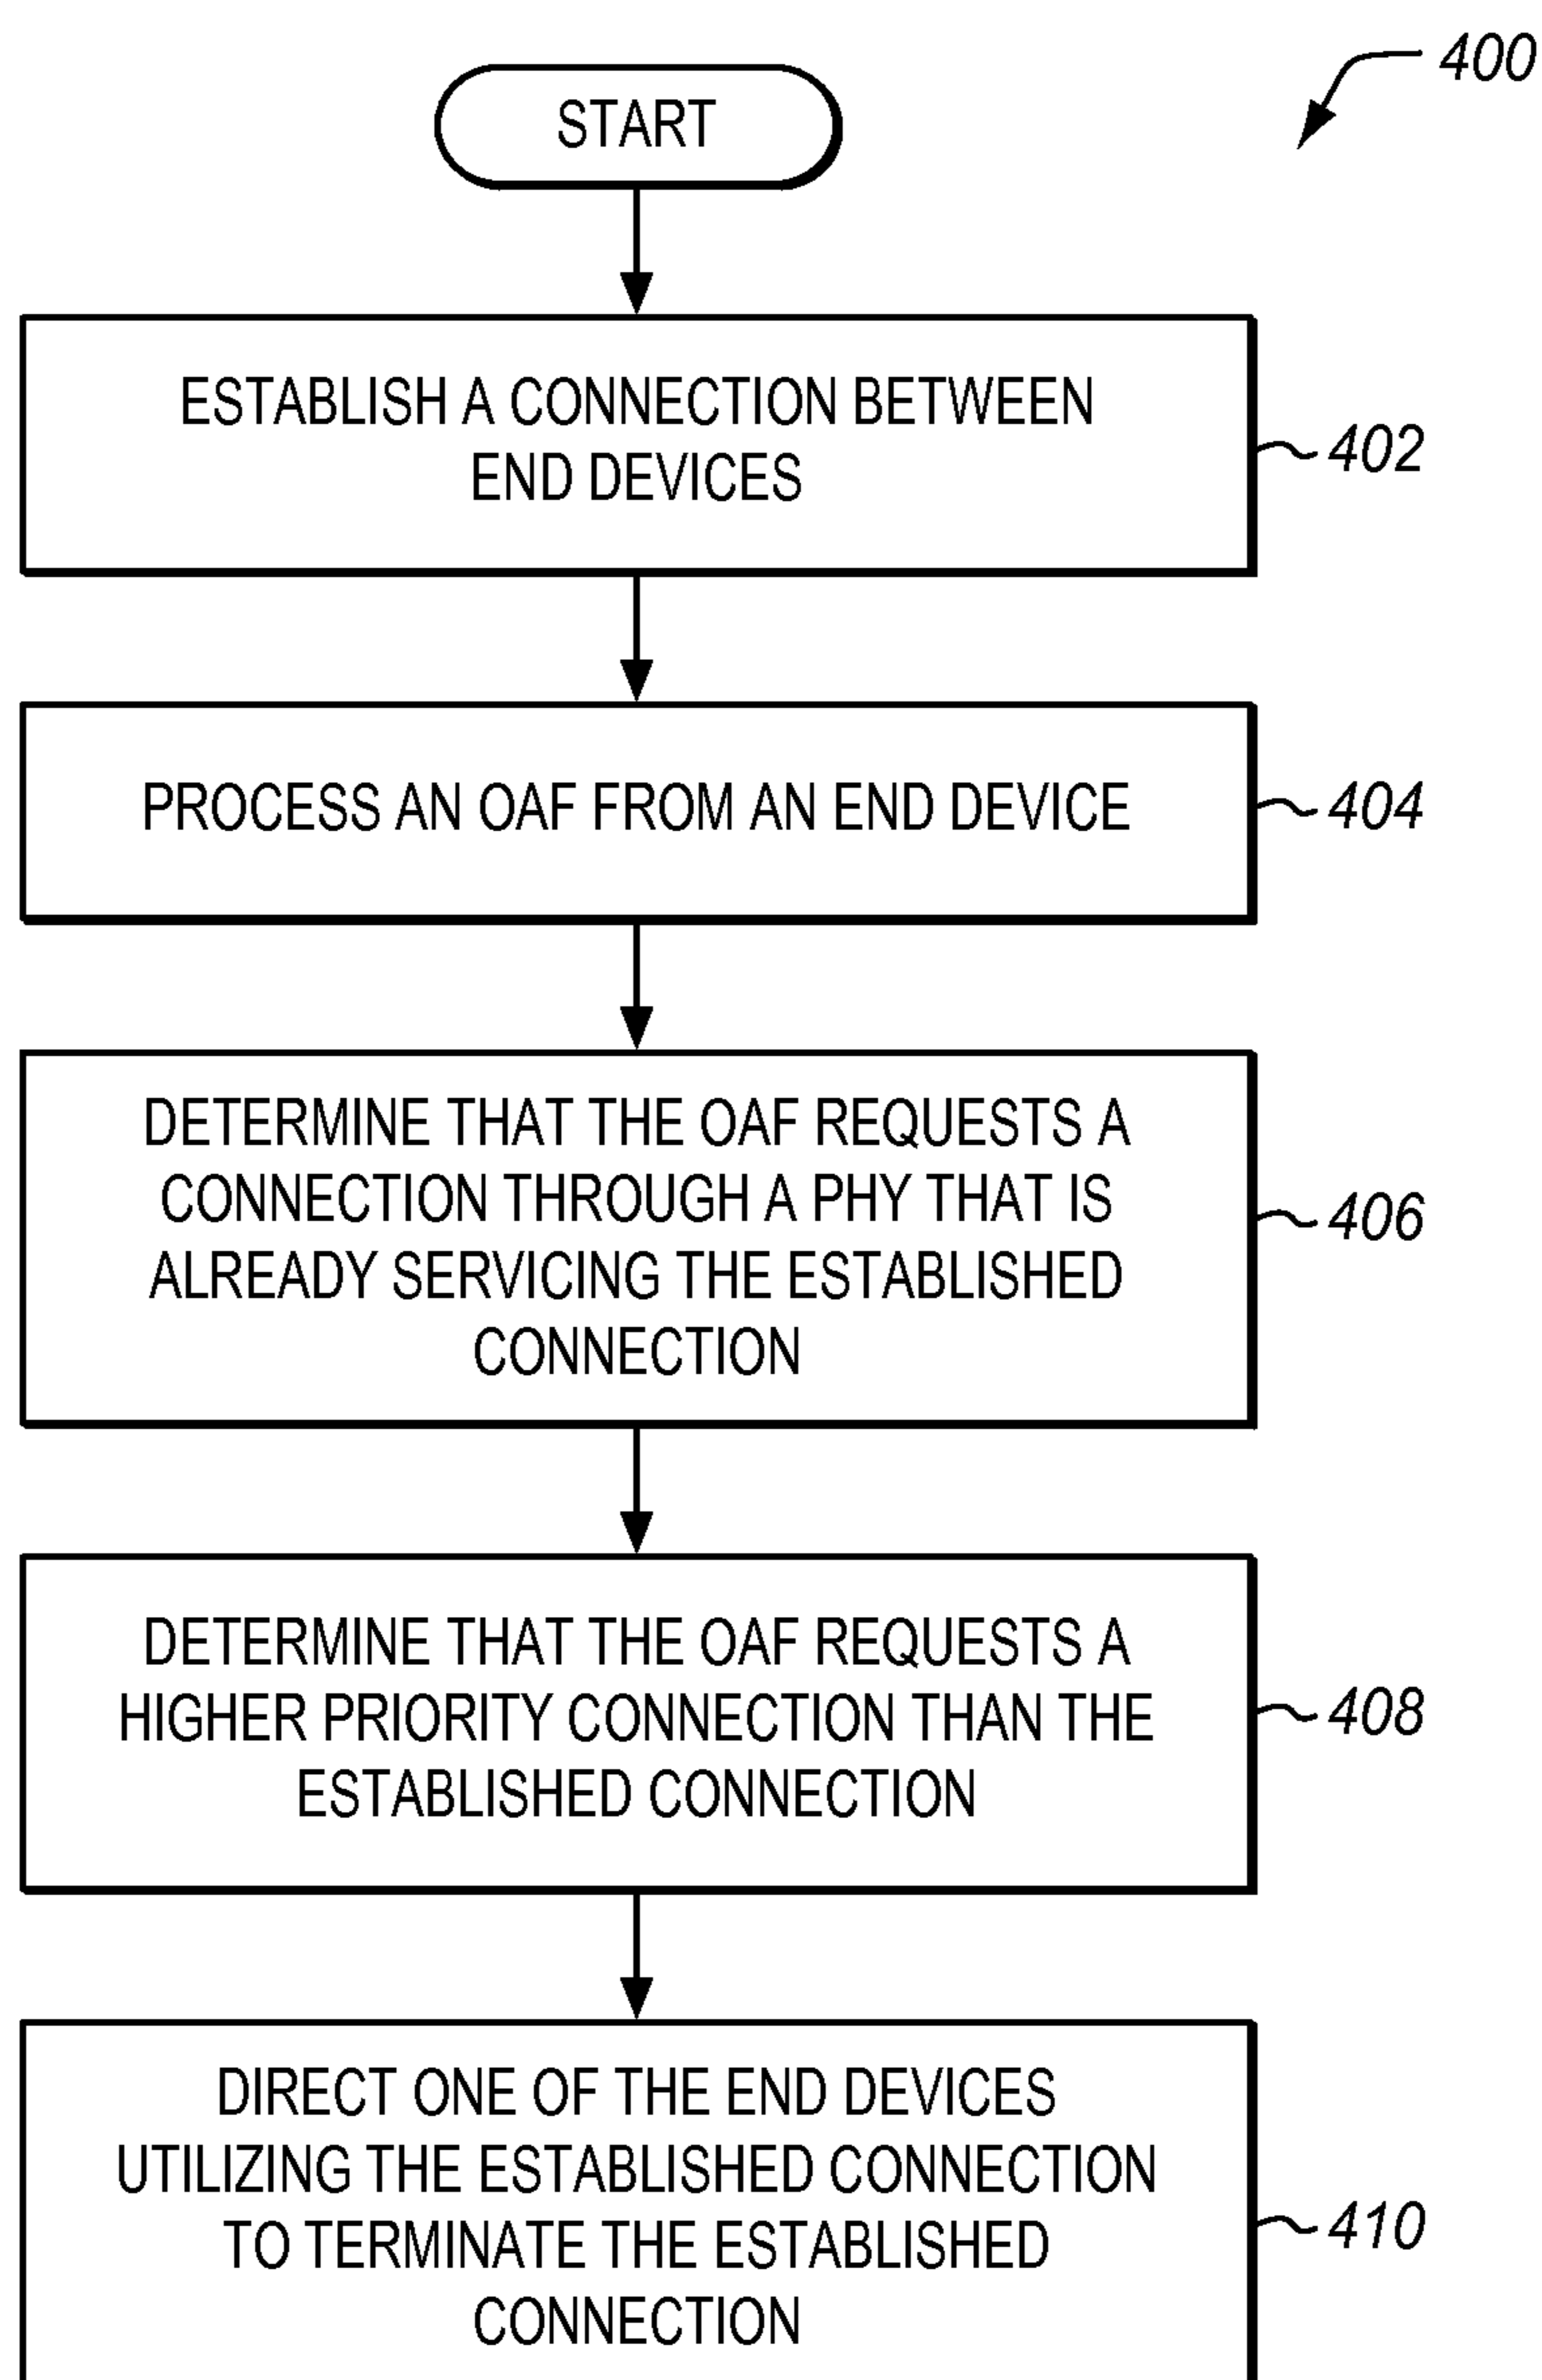 400
START
ESTABLISH A CONNECTION BETWEEN
END DEVICES
402
PROCESS AN OAF FROM AN END DEVICE
404
DETERMINE THAT THE OAF REQUESTS A
CONNECTION THROUGH A PHY THAT IS
ALREADY SERVICING THE ESTABLISHED
CONNECTION
406
DETERMINE THAT THE OAF REQUESTS A
HIGHER PRIORITY CONNECTION THAN THE
ESTABLISHED CONNECTION
408
DIRECT ONE OF THE END DEVICES
UTILIZING THE ESTABLISHED CONNECTION
TO TERMINATE THE ESTABLISHED
CONNECTION
410